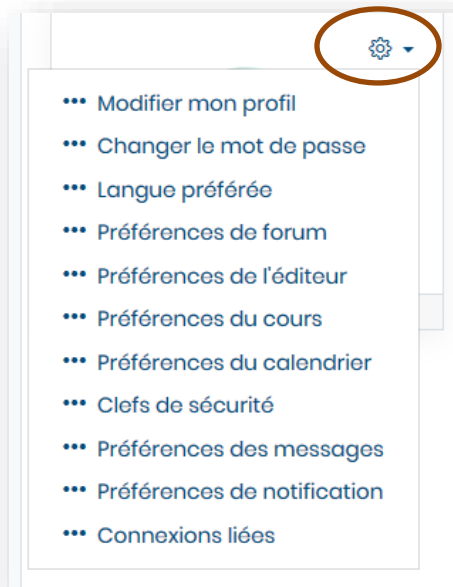 Modifier mon profil
Changer le mot de passe
Langue préférée
Préférences de forum
Préférences de l'éditeur
Préférences du cours
Préférences du calendrier
Clefs de sécurité
Préférences des messages
Préférences de notification
Connexions liées